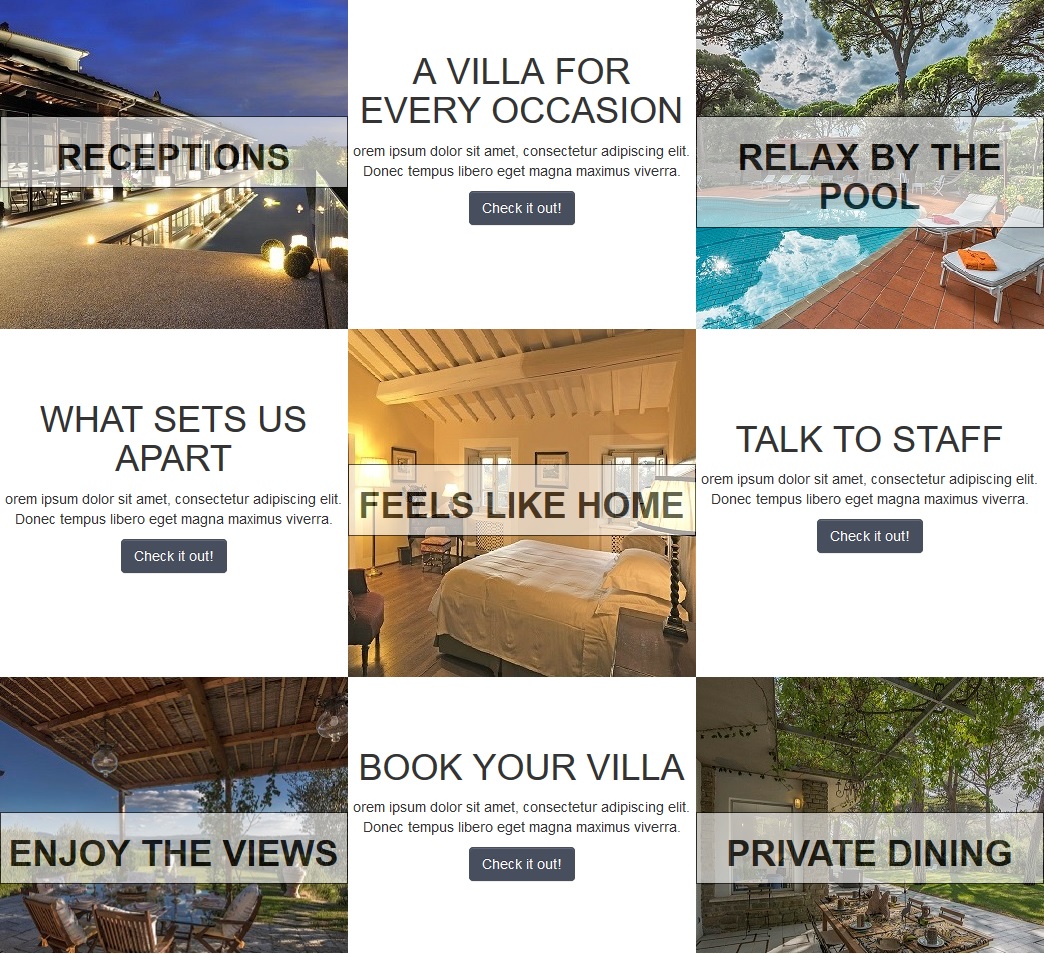 RECEPTIONS
A VILLA FOR
EVERY OCCASION
orem ipsum dolor sit amet, consectetur adipiscing elit.
Donec tempus libero eget magna maximus viverra.
Check it out!
RELAX BY THE
POOL
WHAT SETS US
APART
orem ipsum dolor sit amet, consectetur adipiscing elit.
Donec tempus libero eget magna maximus viverra.
Check it out!
FEELS LIKE HOME
TALK TO STAFF
orem ipsum dolor sit amet, consectetur adipiscing elit.
Donec tempus libero eget magna maximus viverra.
Check it out!
ENJOY THE VIEWS
BOOK YOUR VILLA
orem ipsum dolor sit amet, consectetur adipiscing elit.
Donec tempus libero eget magna maximus viverra.
Check it out!
PRIVATE DINING